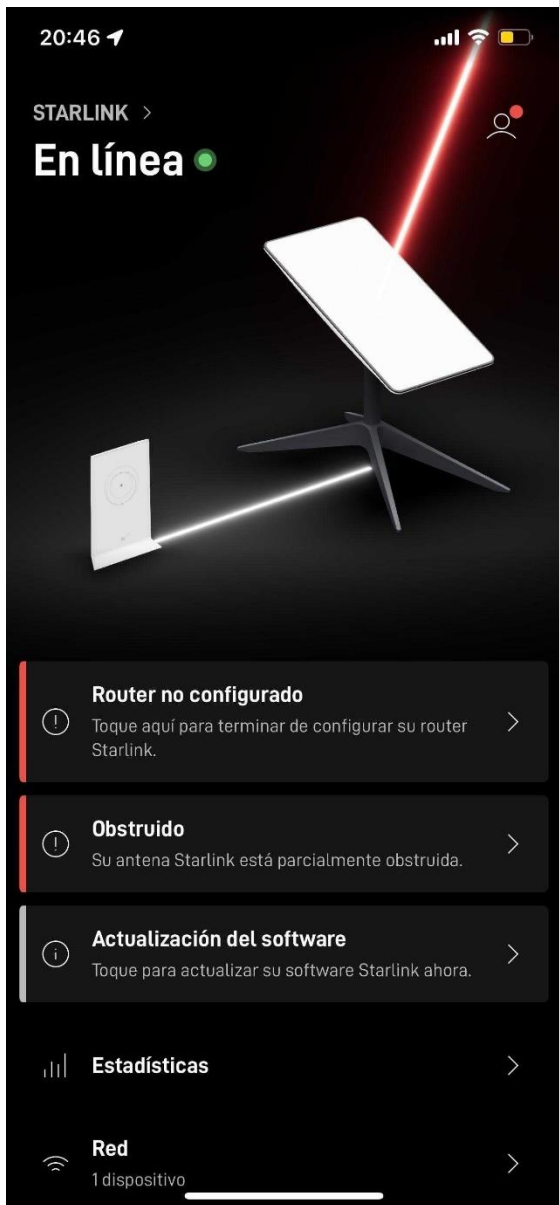 20:46
STARLINK >
En línea
Router no configurado
Toque aquí para terminar de configurar su router
Starlink.
Obstruido
Su antena Starlink está parcialmente obstruida.
Actualización del software
Toque para actualizar su software Starlink ahora.
Estadísticas
Red
1 dispositivo